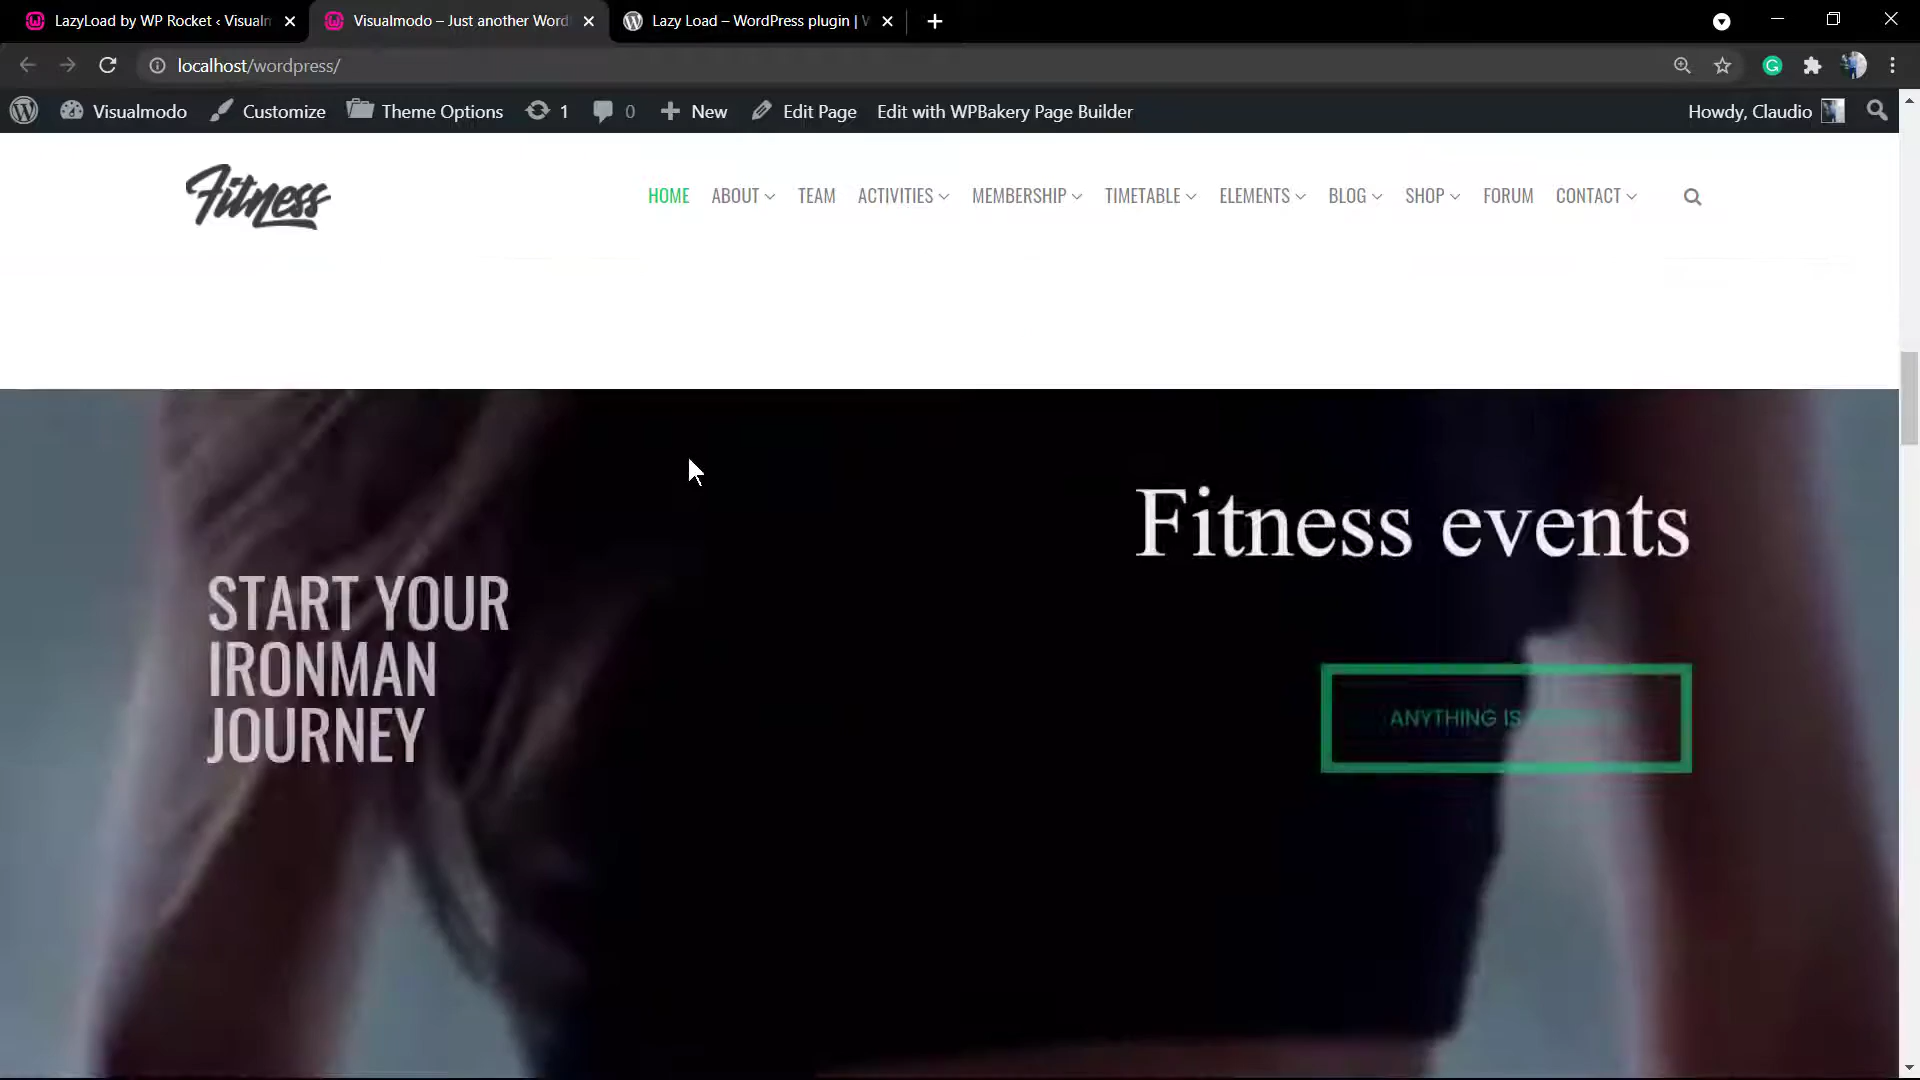 LazyLoad by WP Rocket ‹ Visualm
Visualmodo – Just another Word
Lazy Load – WordPress plugin | W
localhost/wordpress/
Visualmodo
Customize
Theme Options
1
0
New
Edit Page
Edit with WPBakery Page Builder
Howdy, Claudio
Fitness
HOME
ABOUT
TEAM
ACTIVITIES
MEMBERSHIP
TIMETABLE
ELEMENTS
BLOG
SHOP
FORUM
CONTACT
Fitness events
START YOUR
IRONMAN
JOURNEY
ANYTHING IS